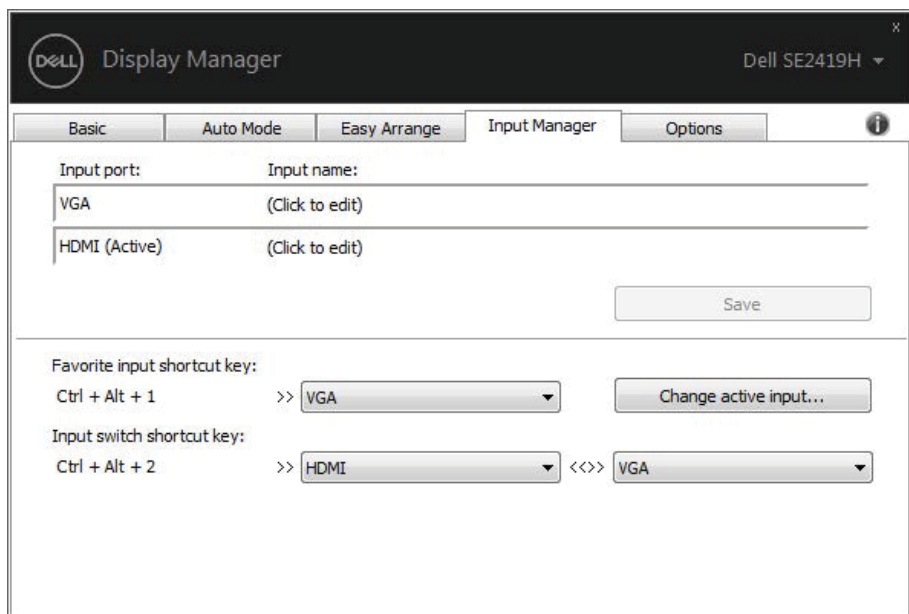 x
DELL Display Manager Dell SE2419H
Basic Auto Mode Easy Arrange Input Manager Options i
Input port: Input name:
VGA (Click to edit)
HDMI (Active) (Click to edit)
Save
Favorite input shortcut key:
Ctrl + Alt + 1 >> VGA Change active input...
Input switch shortcut key:
Ctrl + Alt + 2 >> HDMI <<>> VGA